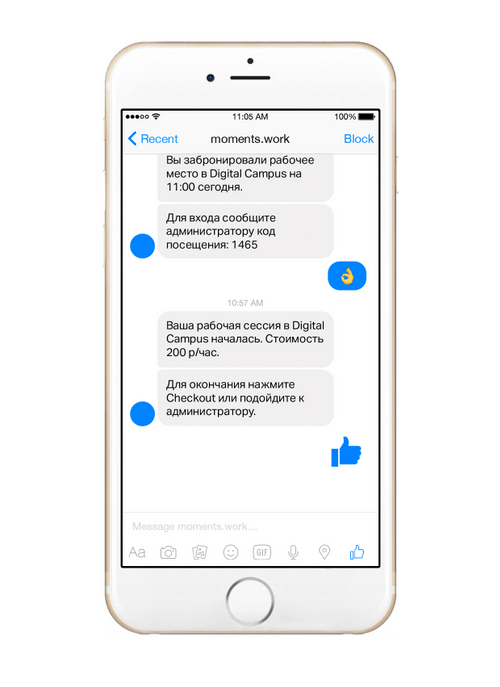 11:05 AM
100%
Recent
moments.work
Block
Вы забронировали рабочее
место в Digital Campus на
11:00 сегодня.
Для входа сообщите
администратору код
посещения: 1465
10:57 AM
Ваша рабочая сессия в Digital
Campus началась. Стоимость
200 р/час.
Для окончания нажмите
Checkout или подойдите к
администратору.
Message moments.work...
Aa
GIF